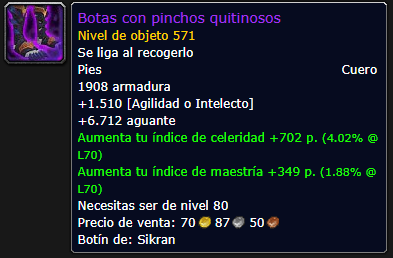 Botas con pinchos quitinosos
Nivel de objeto 571
Se liga al recogerlo
Pies Cuero
1908 armadura
+1.510 [Agilidad o Intelecto]
+6.712 aguante
Aumenta tu índice de celeridad +702 p. (4.02% @
L70)
Aumenta tu índice de maestría +349 p. (1.88% @
L70)
Necesitas ser de nivel 80
Precio de venta: 70 87 50
Botín de: Sikran